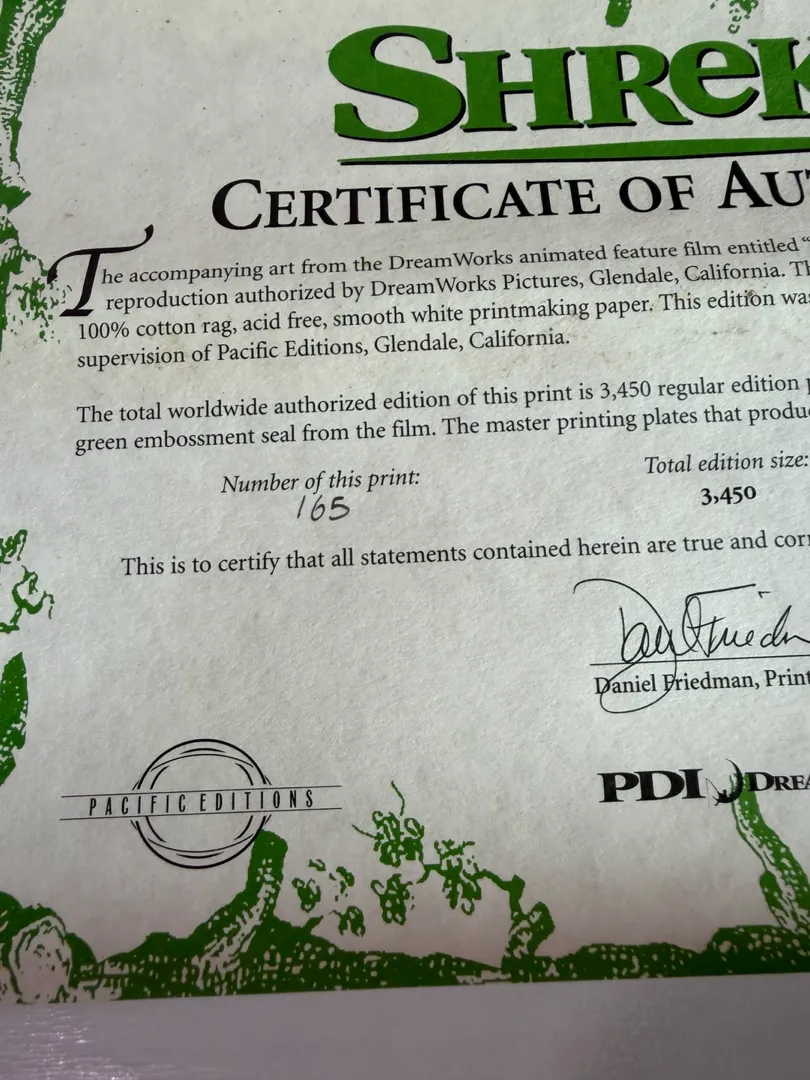 SHREK
CERTIFICATE OF AU
The accompanying art from the DreamWorks animated feature film entitled “
reproduction authorized by DreamWorks Pictures, Glendale, California. Th
100% cotton rag, acid free, smooth white printmaking paper. This edition was
supervision of Pacific Editions, Glendale, California.
The total worldwide authorized edition of this print is 3,450 regular edition p
green embossment seal from the film. The master printing plates that produc
Number of this print:
165
Total edition size:
3,450
This is to certify that all statements contained herein are true and corr
Daniel Friedman, Print
PACIFIC EDITIONS
PDI DREA